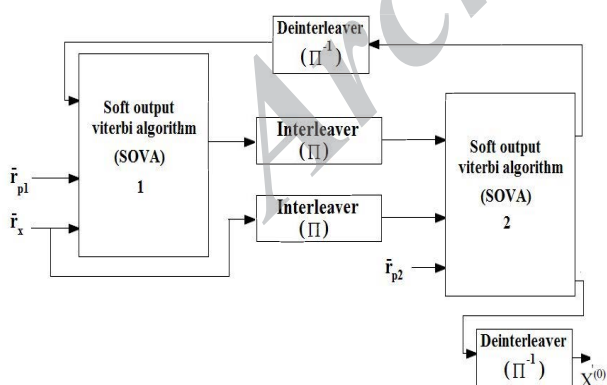 Deinterleaver
(Π⁻¹)
Soft output
viterbi algorithm
(SOVA)
1
Interleaver
(Π)
Interleaver
(Π)
Soft output
viterbi algorithm
(SOVA)
2
r̄p1
r̄x
r̄p2
Deinterleaver
(Π⁻¹)
X'(0)
Arc